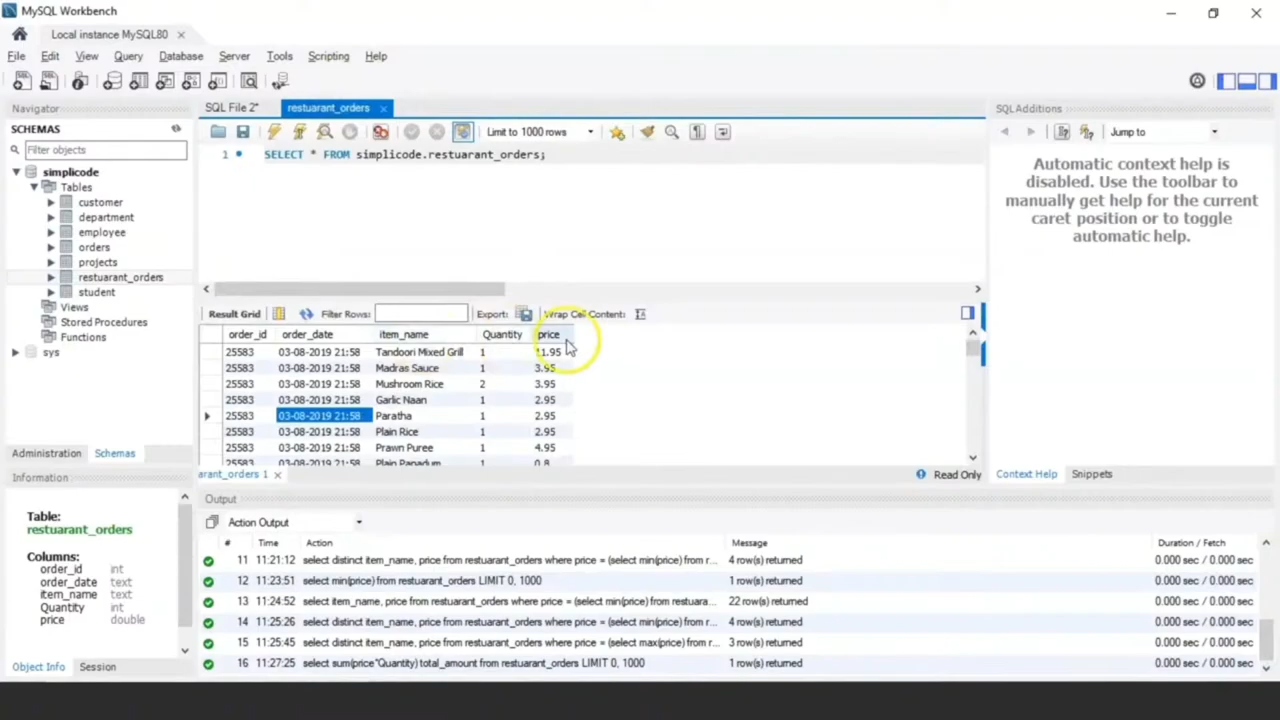 MySQL Workbench
Local instance MySQL80
File Edit View Query Database Server Tools Scripting Help
Navigator
SCHEMAS
Filter objects
simplicode
Tables
customer
department
employee
orders
projects
restuarant_orders
student
Views
Stored Procedures
Functions
sys
Administration Schemas
Information
Table:
restuarant_orders
Columns:
order_id int
order_date text
item_name text
Quantity int
price double
Object Info Session
SQL File 2* restuarant_orders
Limit to 1000 rows
1 SELECT * FROM simplicode.restuarant_orders;
Result Grid Filter Rows: Export: Wrap Cell Content:
order_id order_date item_name Quantity price
25583 03-08-2019 21:58 Tandoori Mixed Grill 1 11.95
25583 03-08-2019 21:58 Madras Sauce 1 3.95
25583 03-08-2019 21:58 Mushroom Rice 2 3.95
25583 03-08-2019 21:58 Garlic Naan 1 2.95
25583 03-08-2019 21:58 Paratha 1 2.95
25583 03-08-2019 21:58 Plain Rice 1 2.95
25583 03-08-2019 21:58 Prawn Puree 1 4.95
25583 03-08-2019 21:58 Plain Papadum 1 0.8
arant_orders 1
Read Only
SQL Additions
Jump to
Automatic context help is
disabled. Use the toolbar to
manually get help for the current
caret position or to toggle
automatic help.
Context Help Snippets
Output
Action Output
# Time Action Message Duration / Fetch
11 11:21:12 select distinct item_name, price from restuarant_orders where price = (select min(price) from r... 4 row(s) returned 0.000 sec / 0.000 sec
12 11:23:51 select min(price) from restuarant_orders LIMIT 0, 1000 1 row(s) returned 0.000 sec / 0.000 sec
13 11:24:52 select item_name, price from restuarant_orders where price = (select min(price) from restuara... 22 row(s) returned 0.000 sec / 0.000 sec
14 11:25:26 select distinct item_name, price from restuarant_orders where price = (select min(price) from r... 4 row(s) returned 0.000 sec / 0.000 sec
15 11:25:45 select distinct item_name, price from restuarant_orders where price = (select max(price) from r... 3 row(s) returned 0.000 sec / 0.000 sec
16 11:27:25 select sum(price*Quantity) total_amount from restuarant_orders LIMIT 0, 1000 1 row(s) returned 0.000 sec / 0.000 sec